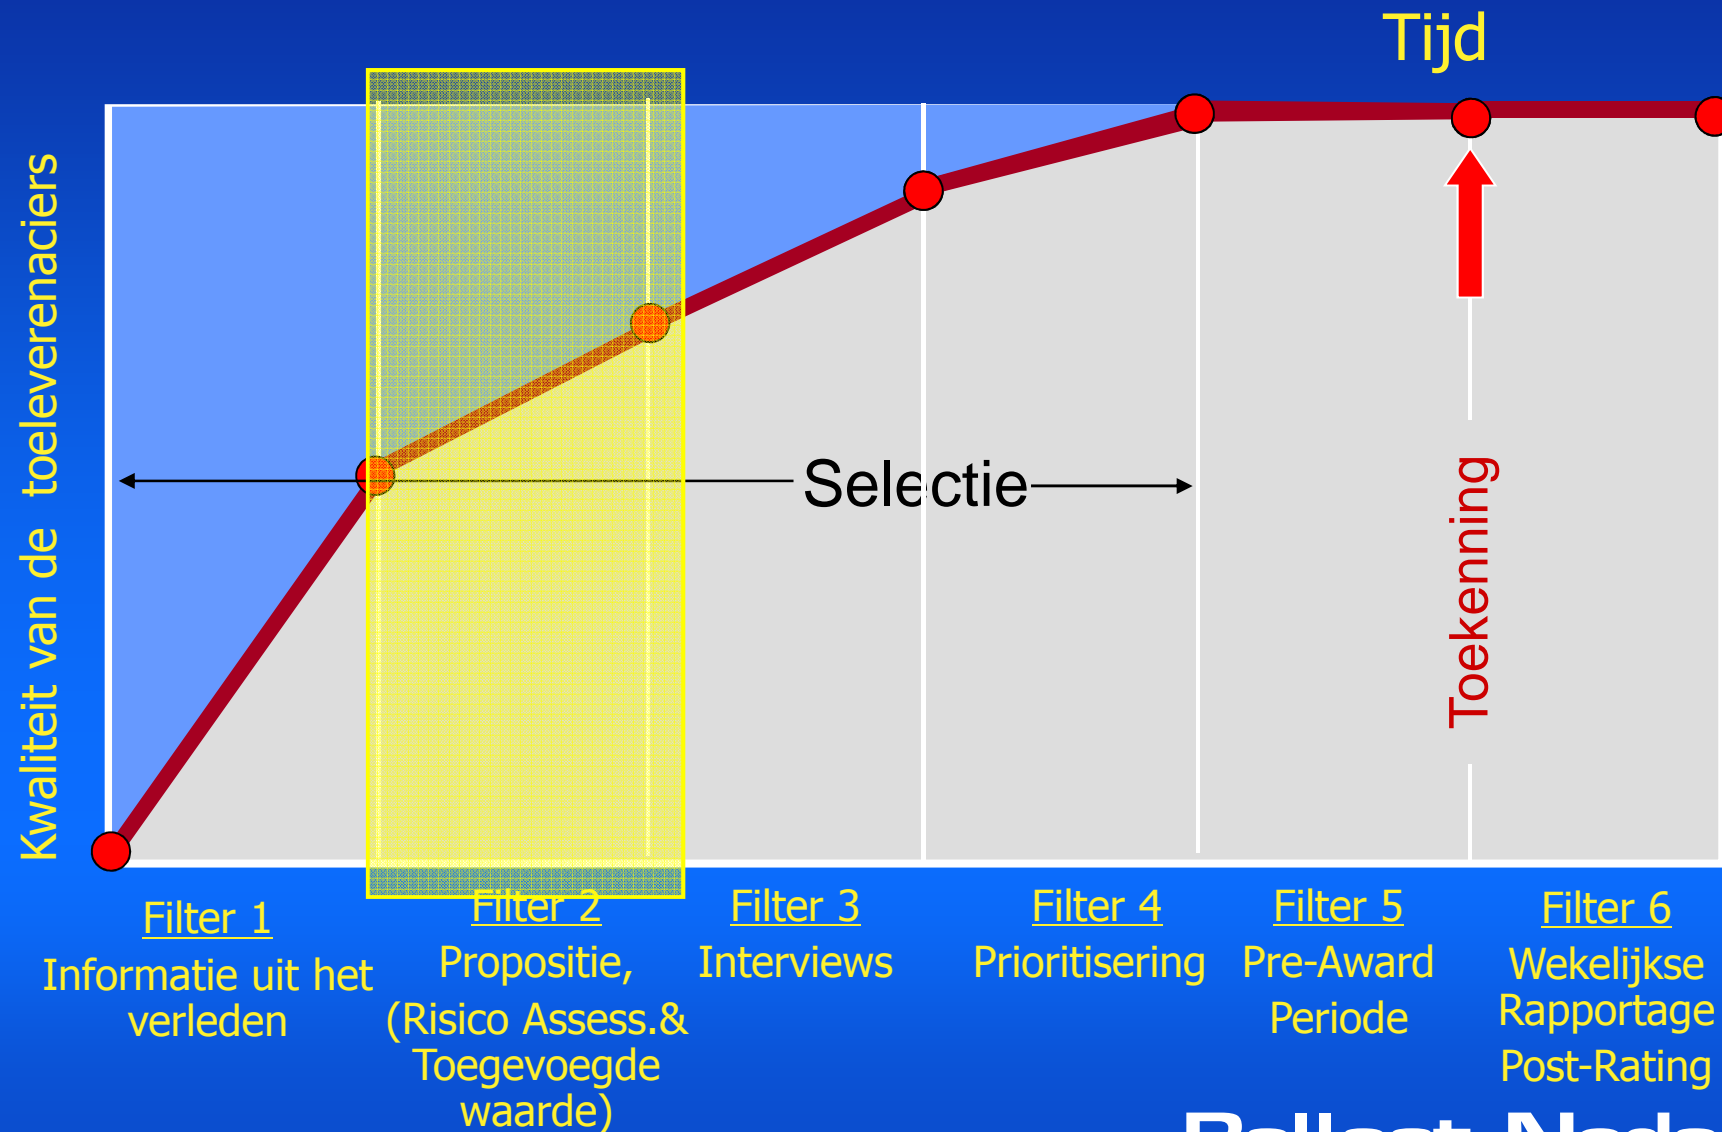 Tijd
Kwaliteit van de toeleverenaciers
Selectie
Toekenning
Filter 1
Informatie uit het
verleden
Filter 2
Propositie,
(Risico Assess.&
Toegevoegde
waarde)
Filter 3
Interviews
Filter 4
Prioritisering
Filter 5
Pre-Award
Periode
Filter 6
Wekelijkse
Rapportage
Post-Rating